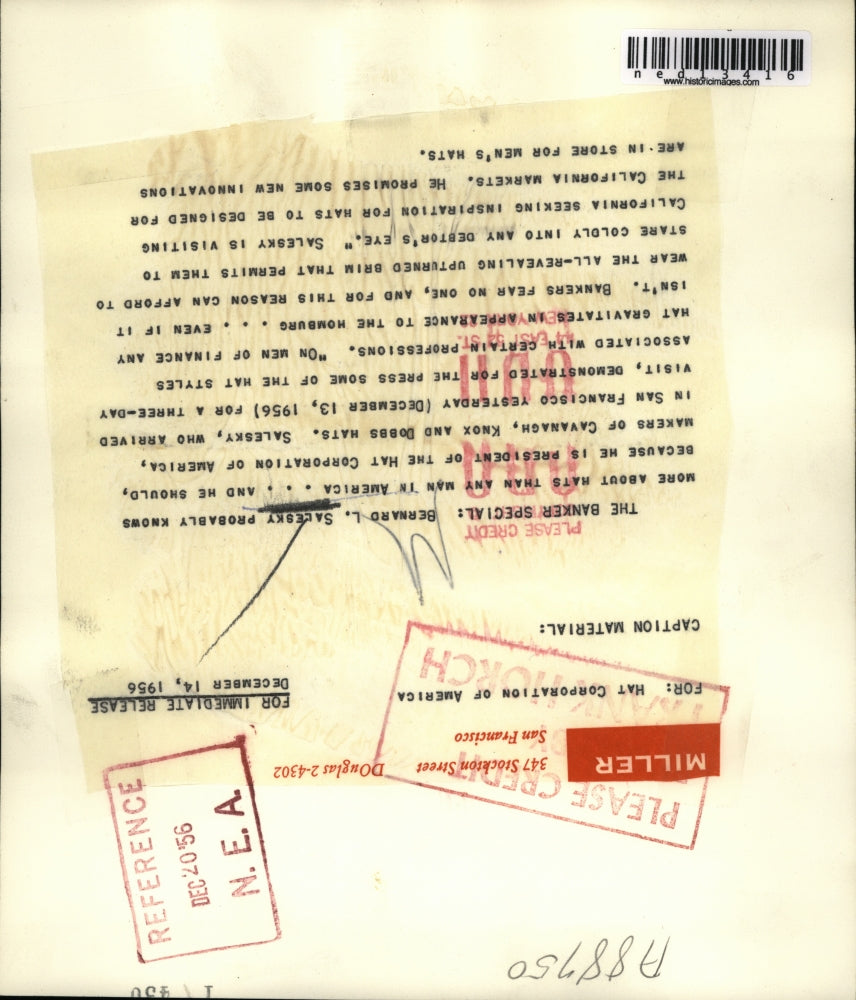 MILLER
347 Stockton Street
San Francisco
DOuglas 2-4302
FOR: HAT CORPORATION OF AMERICA
FOR IMMEDIATE RELEASE
DECEMBER 14, 1956
CAPTION MATERIAL:
THE BANKER SPECIAL: BERNARD L. SALESKY PROBABLY KNOWS
MORE ABOUT HATS THAN ANY MAN IN AMERICA . . . AND HE SHOULD,
BECAUSE HE IS PRESIDENT OF THE HAT CORPORATION OF AMERICA,
MAKERS OF CAVANAGH, KNOX AND DOBBS HATS. SALESKY, WHO ARRIVED
IN SAN FRANCISCO YESTERDAY (DECEMBER 13, 1956) FOR A THREE-DAY
VISIT, DEMONSTRATED FOR THE PRESS SOME OF THE HAT STYLES
ASSOCIATED WITH CERTAIN PROFESSIONS. "ON MEN OF FINANCE ANY
HAT GRAVITATES IN APPEARANCE TO THE HOMBURG . . . EVEN IF IT
ISN'T. BANKERS FEAR NO ONE, AND FOR THIS REASON CAN AFFORD TO
WEAR THE ALL-REVEALING UPTURNED BRIM THAT PERMITS THEM TO
STARE COLDLY INTO ANY DEBTOR'S EYE." SALESKY IS VISITING
CALIFORNIA SEEKING INSPIRATION FOR HATS TO BE DESIGNED FOR
THE CALIFORNIA MARKETS. HE PROMISES SOME NEW INNOVATIONS
ARE IN STORE FOR MEN'S HATS.
PLEASE CREDIT
BY
FRANK HORCH
PLEASE CREDIT
EAST
ST.
NEW YORK
REFERENCE
DEC 20 '56
N. E. A.
A88450
ned13416
www.historicimages.com